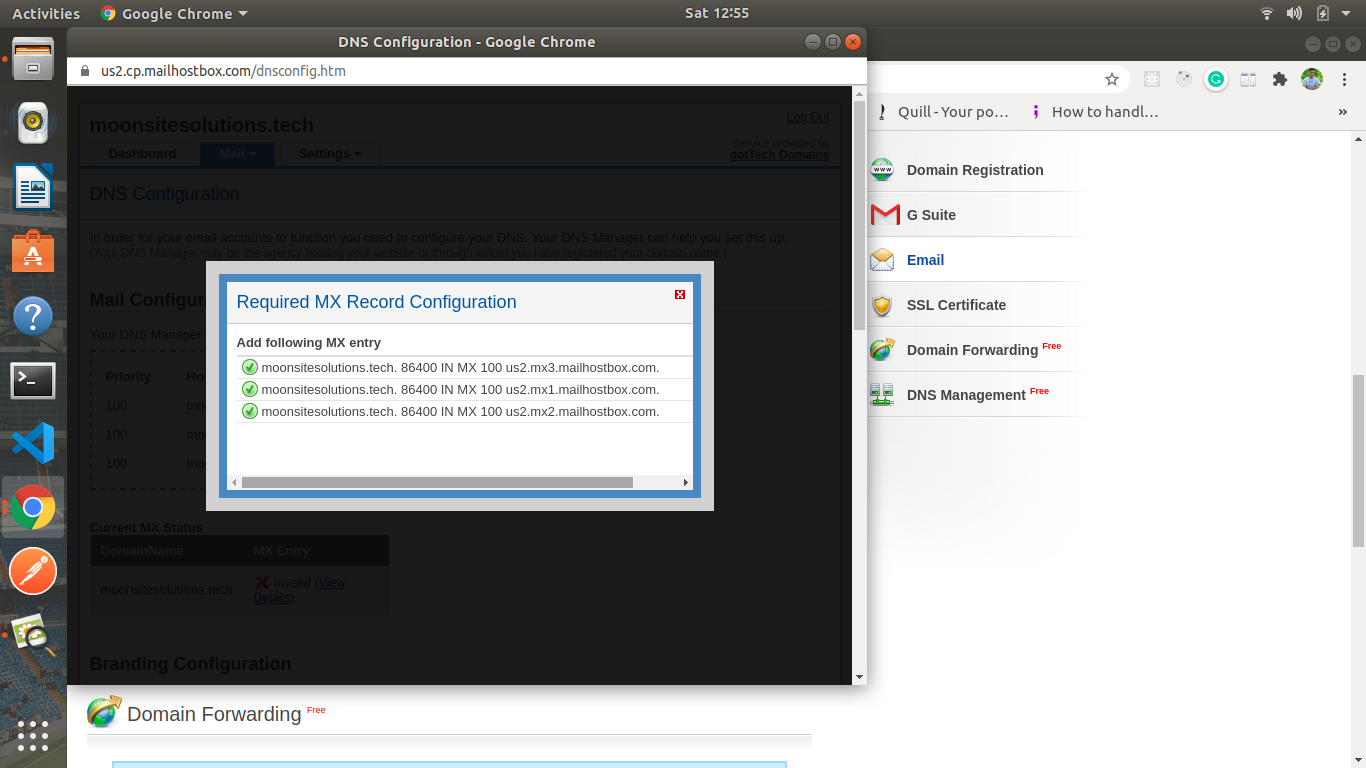 Activities
Google Chrome
Sat 12:55
DNS Configuration - Google Chrome
us2.cp.mailhostbox.com/dnsconfig.htm
Quill - Your po…
How to handl…
»
moonsitesolutions.tech
Log Out
Service provided by
dotTech Domains
Dashboard
Mail
Settings
DNS Configuration
In order for your email accounts to function you need to configure your DNS. Your DNS Manager can help you set this up.
(Your DNS Manager may be the agency hosting your website or through whom you have registered your domain name.)
Mail Configura
Your DNS Manager
Priority
Ho
100
mo
100
mo
100
mo
Required MX Record Configuration
Add following MX entry
moonsitesolutions.tech. 86400 IN MX 100 us2.mx3.mailhostbox.com.
moonsitesolutions.tech. 86400 IN MX 100 us2.mx1.mailhostbox.com.
moonsitesolutions.tech. 86400 IN MX 100 us2.mx2.mailhostbox.com.
Current MX Status
DomainName
MX Entry
moonsitesolutions.tech
Invalid (View
Details)
Branding Configuration
www
Domain Registration
G Suite
Email
SSL Certificate
Domain Forwarding Free
DNS Management Free
Domain Forwarding Free